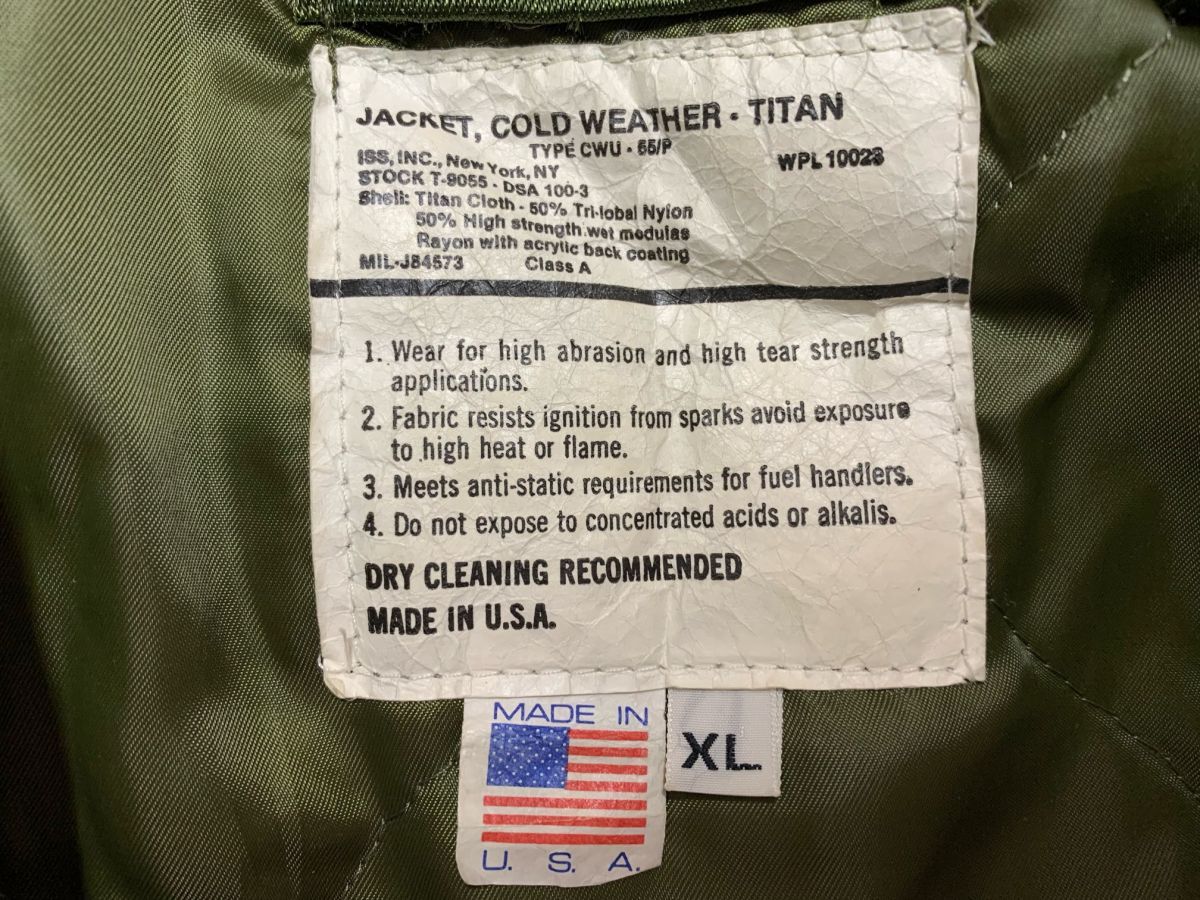 JACKET, COLD WEATHER - TITAN
TYPE CWU - 55/P
WPL 10023
ISS, INC., New York, NY
STOCK T-9055 - DSA 100-3
Shell: Titan Cloth - 50% Tri-lobal Nylon
50% High strength wet modulas
Rayon with acrylic back coating
MIL-J84573 Class A
1. Wear for high abrasion and high tear strength
applications.
2. Fabric resists ignition from sparks avoid exposure
to high heat or flame.
3. Meets anti-static requirements for fuel handlers.
4. Do not expose to concentrated acids or alkalis.
DRY CLEANING RECOMMENDED
MADE IN U.S.A.
MADE IN
U. S. A.
XL